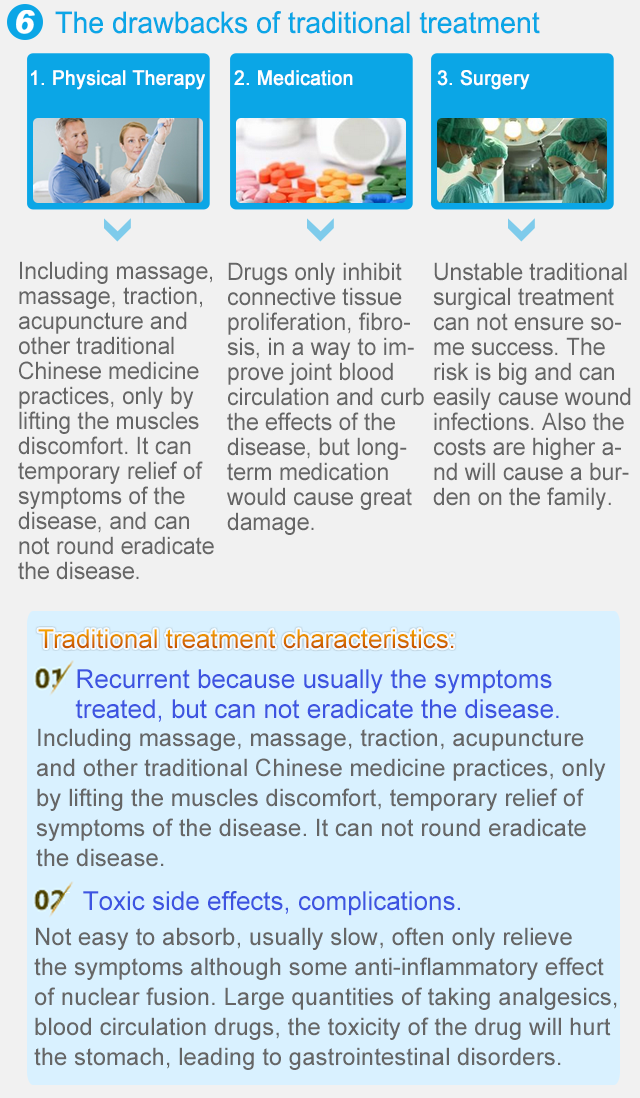 6 The drawbacks of traditional treatment
1. Physical Therapy
2. Medication
3. Surgery
Including massage,
massage, traction,
acupuncture and
other traditional
Chinese medicine
practices, only by
lifting the muscles
discomfort. It can
temporary relief of
symptoms of the
disease, and can
not round eradicate
the disease.
Drugs only inhibit
connective tissue
proliferation, fibro-
sis, in a way to im-
prove joint blood
circulation and curb
the effects of the
disease, but long-
term medication
would cause great
damage.
Unstable traditional
surgical treatment
can not ensure so-
me success. The
risk is big and can
easily cause wound
infections. Also the
costs are higher a-
nd will cause a bur-
den on the family.
Traditional treatment characteristics:
01 Recurrent because usually the symptoms
treated, but can not eradicate the disease.
Including massage, massage, traction, acupuncture
and other traditional Chinese medicine practices, only
by lifting the muscles discomfort, temporary relief of
symptoms of the disease. It can not round eradicate
the disease.
02 Toxic side effects, complications.
Not easy to absorb, usually slow, often only relieve
the symptoms although some anti-inflammatory effect
of nuclear fusion. Large quantities of taking analgesics,
blood circulation drugs, the toxicity of the drug will hurt
the stomach, leading to gastrointestinal disorders.